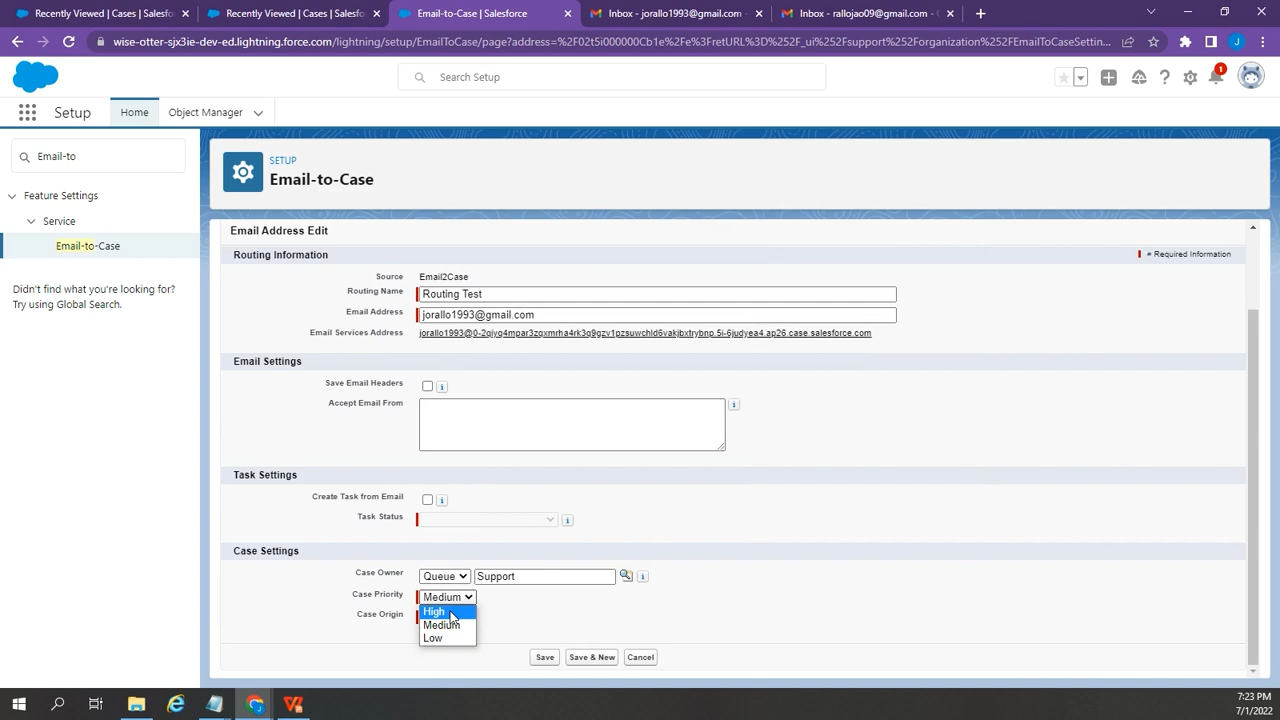 Recently Viewed | Cases | Salesfo
Recently Viewed | Cases | Salesfo
Email-to-Case | Salesforce
Inbox - jorallo1993@gmail.com -
Inbox - rallojao09@gmail.com -
wise-otter-sjx3ie-dev-ed.lightning.force.com/lightning/setup/EmailToCase/page?address=%2F02t5i000000Cb1e%2Fe%3FretURL%3D%252F_ui%252Fsupport%252Forganization%252FEmailToCaseSettin...
J
Search Setup
1
Setup
Home
Object Manager
Email-to
Feature Settings
Service
Email-to-Case
Didn't find what you're looking for?
Try using Global Search.
SETUP
Email-to-Case
Email Address Edit
Routing Information
= Required Information
Source Email2Case
Routing Name Routing Test
Email Address jorallo1993@gmail.com
Email Services Address
Email Settings
Save Email Headers
Accept Email From
Task Settings
Create Task from Email
Task Status
Case Settings
Case Owner Queue Support
Case Priority Medium
High
Case Origin
Medium
Low
Save Save & New Cancel
7:23 PM
7/1/2022